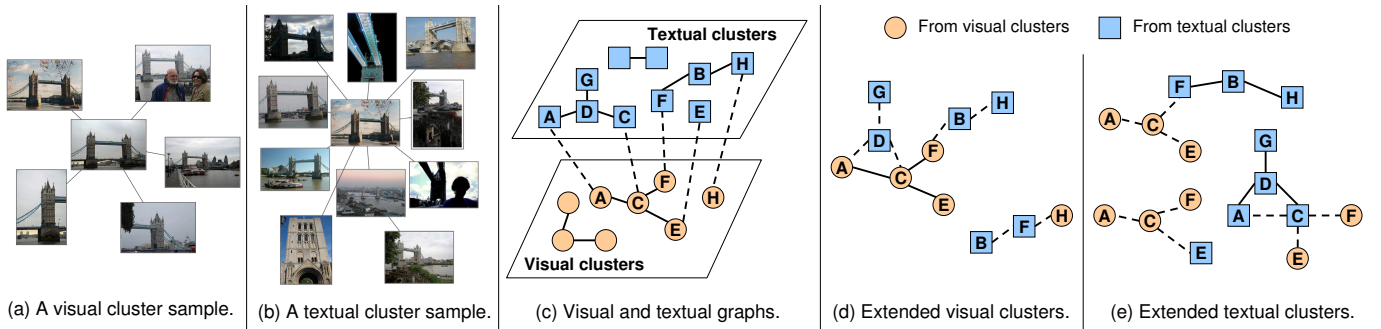 Textual clusters
G
A
D
C
F
B
H
E
A
C
F
E
H
Visual clusters
From visual clusters
From textual clusters
G
D
A
C
F
B
H
E
B
F
H
F
B
H
A
C
E
A
C
F
E
G
D
A
C
F
E
(a) A visual cluster sample.
(b) A textual cluster sample.
(c) Visual and textual graphs.
(d) Extended visual clusters.
(e) Extended textual clusters.